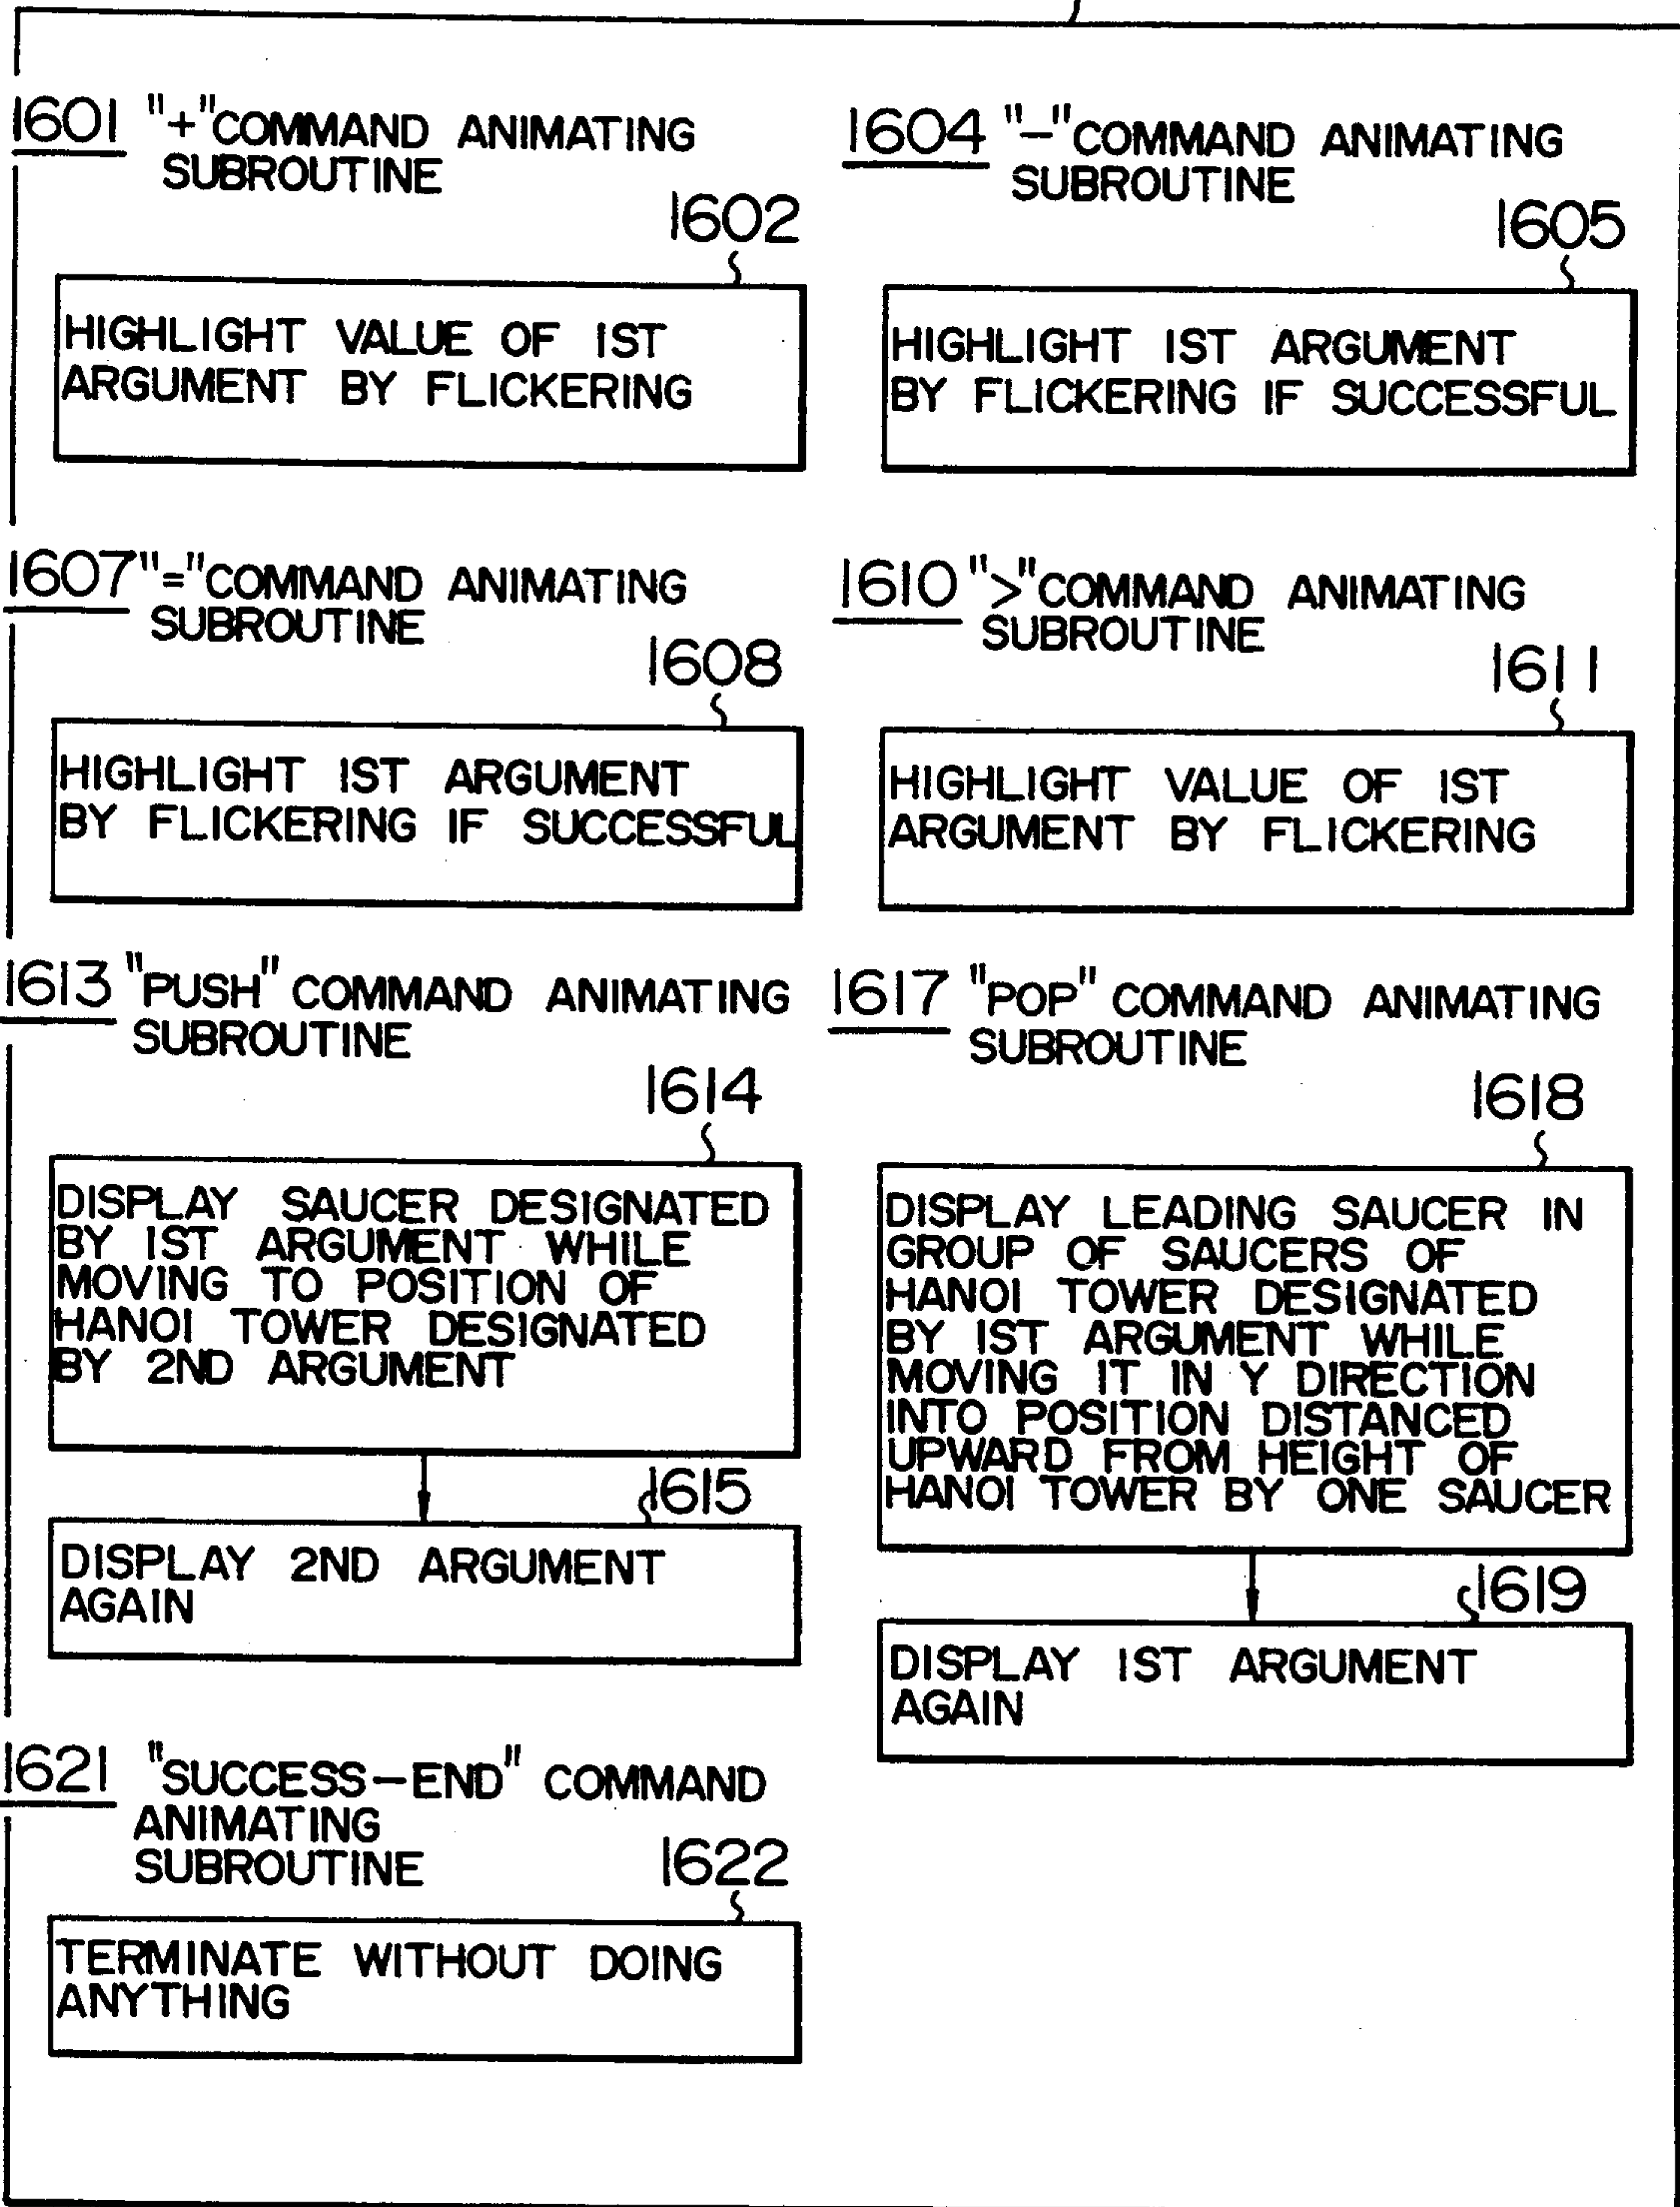 1601 "+"COMMAND ANIMATING
SUBROUTINE
1602
HIGHLIGHT VALUE OF 1ST
ARGUMENT BY FLICKERING
1604 "-"COMMAND ANIMATING
SUBROUTINE
1605
HIGHLIGHT 1ST ARGUMENT
BY FLICKERING IF SUCCESSFUL
1607 "="COMMAND ANIMATING
SUBROUTINE
1608
HIGHLIGHT 1ST ARGUMENT
BY FLICKERING IF SUCCESSFUL
1610 ">"COMMAND ANIMATING
SUBROUTINE
1611
HIGHLIGHT VALUE OF 1ST
ARGUMENT BY FLICKERING
1613 "PUSH" COMMAND ANIMATING
SUBROUTINE
1614
DISPLAY SAUCER DESIGNATED
BY 1ST ARGUMENT WHILE
MOVING TO POSITION OF
HANOI TOWER DESIGNATED
BY 2ND ARGUMENT
1615
DISPLAY 2ND ARGUMENT
AGAIN
1617 "POP" COMMAND ANIMATING
SUBROUTINE
1618
DISPLAY LEADING SAUCER IN
GROUP OF SAUCERS OF
HANOI TOWER DESIGNATED
BY 1ST ARGUMENT WHILE
MOVING IT IN Y DIRECTION
INTO POSITION DISTANCED
UPWARD FROM HEIGHT OF
HANOI TOWER BY ONE SAUCER
1619
DISPLAY 1ST ARGUMENT
AGAIN
1621 "SUCCESS-END" COMMAND
ANIMATING
SUBROUTINE
1622
TERMINATE WITHOUT DOING
ANYTHING